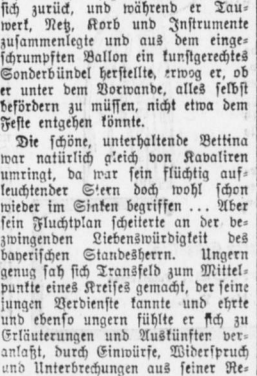 sich zurück, und während er Tau-
werk, Netz, Korb und Instrumente
zusammenlegte und aus dem einge-
schrumpften Ballon ein kunstgerechtes
Sonderbündel herstellte, erwog er, ob
er unter dem Vorwande, alles selbst
befördern zu müssen, nicht etwa dem
Feste entgehen könnte.
Die schöne, unterhaltende Bettina
war natürlich gleich von Kavaliren
umringt, da war sein flüchtig auf-
leuchtender Stern doch wohl schon
wieder im Sinken begriffen ... Aber
sein Fluchtplan scheiterte an der be-
zwingenden Liebenswürdigkeit des
bayerischen Standesherrn. Ungern
genug sah sich Transfeld zum Mittel-
punkte eines Kreises gemacht, der seine
jungen Verdienste kannte und ehrte
und ebenso ungern fühlte er sich zu
Erläuterungen und Auskünften ver-
anlaßt, durch Einwürfe, Widerspruch
und Unterbrechungen aus seiner Re-